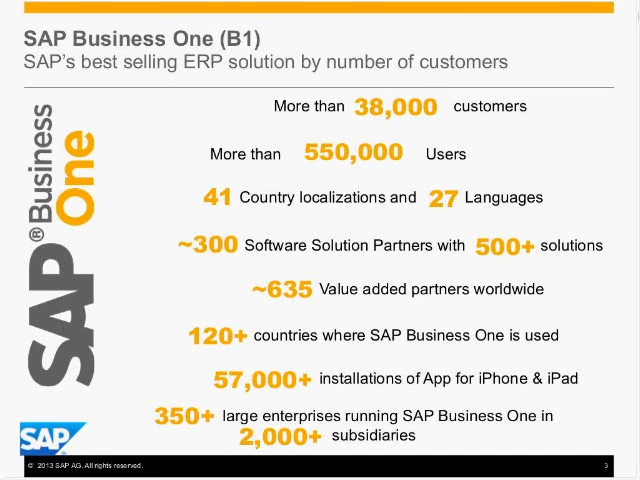 SAP Business One (B1)
SAP's best selling ERP solution by number of customers
SAP® Business One
More than 38,000 customers
More than 550,000 Users
41 Country localizations and 27 Languages
~300 Software Solution Partners with 500+ solutions
~635 Value added partners worldwide
120+ countries where SAP Business One is used
57,000+ installations of App for iPhone & iPad
350+ large enterprises running SAP Business One in
2,000+ subsidiaries
SAP
© 2013 SAP AG. All rights reserved. 3